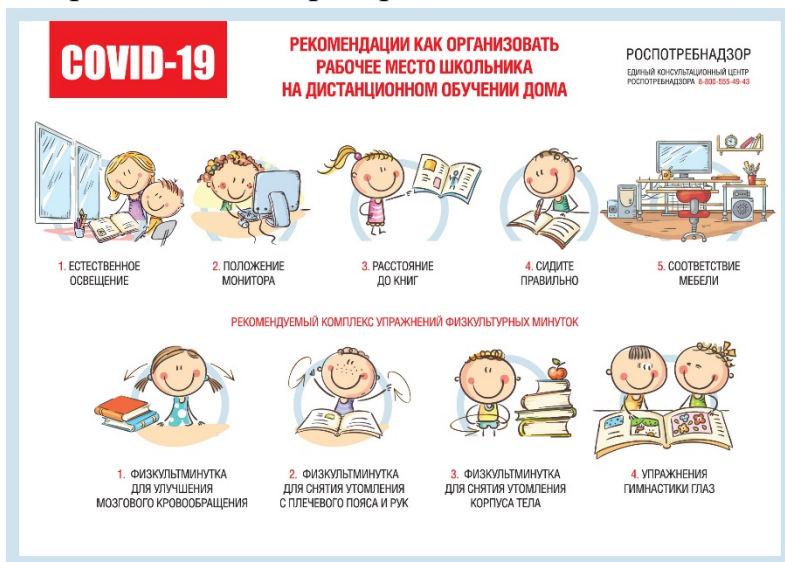 COVID-19
РЕКОМЕНДАЦИИ КАК ОРГАНИЗОВАТЬ
РАБОЧЕЕ МЕСТО ШКОЛЬНИКА
НА ДИСТАНЦИОННОМ ОБУЧЕНИИ ДОМА
РОСПОТРЕБНАДЗОР
ЕДИНЫЙ КОНСУЛЬТАЦИОННЫЙ ЦЕНТР
РОСПОТРЕБНАДЗОРА 8-800-555-49-43
1. ЕСТЕСТВЕННОЕ
ОСВЕЩЕНИЕ
2. ПОЛОЖЕНИЕ
МОНИТОРА
3. РАССТОЯНИЕ
ДО КНИГ
4. СИДИТЕ
ПРАВИЛЬНО
5. СООТВЕТСТВИЕ
МЕБЕЛИ
РЕКОМЕНДУЕМЫЙ КОМПЛЕКС УПРАЖНЕНИЙ ФИЗКУЛЬТУРНЫХ МИНУТОК
1. ФИЗКУЛЬТМИНУТКА
ДЛЯ УЛУЧШЕНИЯ
МОЗГОВОГО КРОВООБРАЩЕНИЯ
2. ФИЗКУЛЬТМИНУТКА
ДЛЯ СНЯТИЯ УТОМЛЕНИЯ
С ПЛЕЧЕВОГО ПОЯСА И РУК
3. ФИЗКУЛЬТМИНУТКА
ДЛЯ СНЯТИЯ УТОМЛЕНИЯ
КОРПУСА ТЕЛА
4. УПРАЖНЕНИЯ
ГИМНАСТИКИ ГЛАЗ